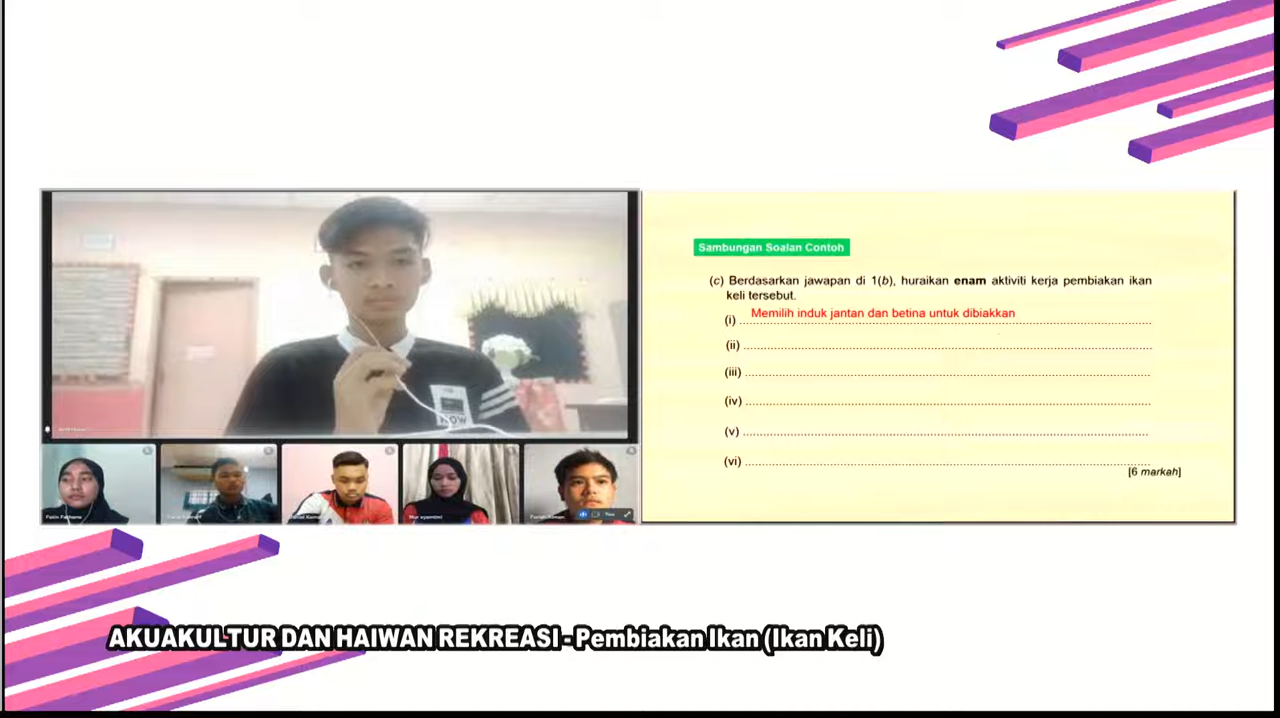 Sambungan Soalan Contoh
(c) Berdasarkan jawapan di 1(b), huraikan enam aktiviti kerja pembiakan ikan
keli tersebut.
(i) Memilih induk jantan dan betina untuk dibiakkan
(ii)
(iii)
(iv)
(v)
(vi)
[6 markah]
NOW
AKUAKULTUR DAN HAIWAN REKREASI - Pembiakan Ikan (Ikan Keli)